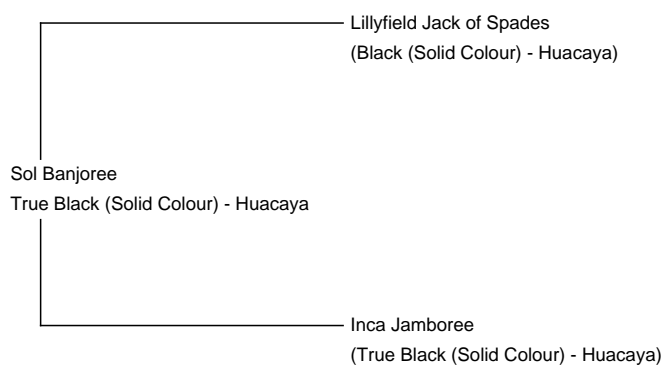 Lillyfield Jack of Spades
(Black (Solid Colour) - Huacaya)
Sol Banjoree
True Black (Solid Colour) - Huacaya
Inca Jamboree
(True Black (Solid Colour) - Huacaya)